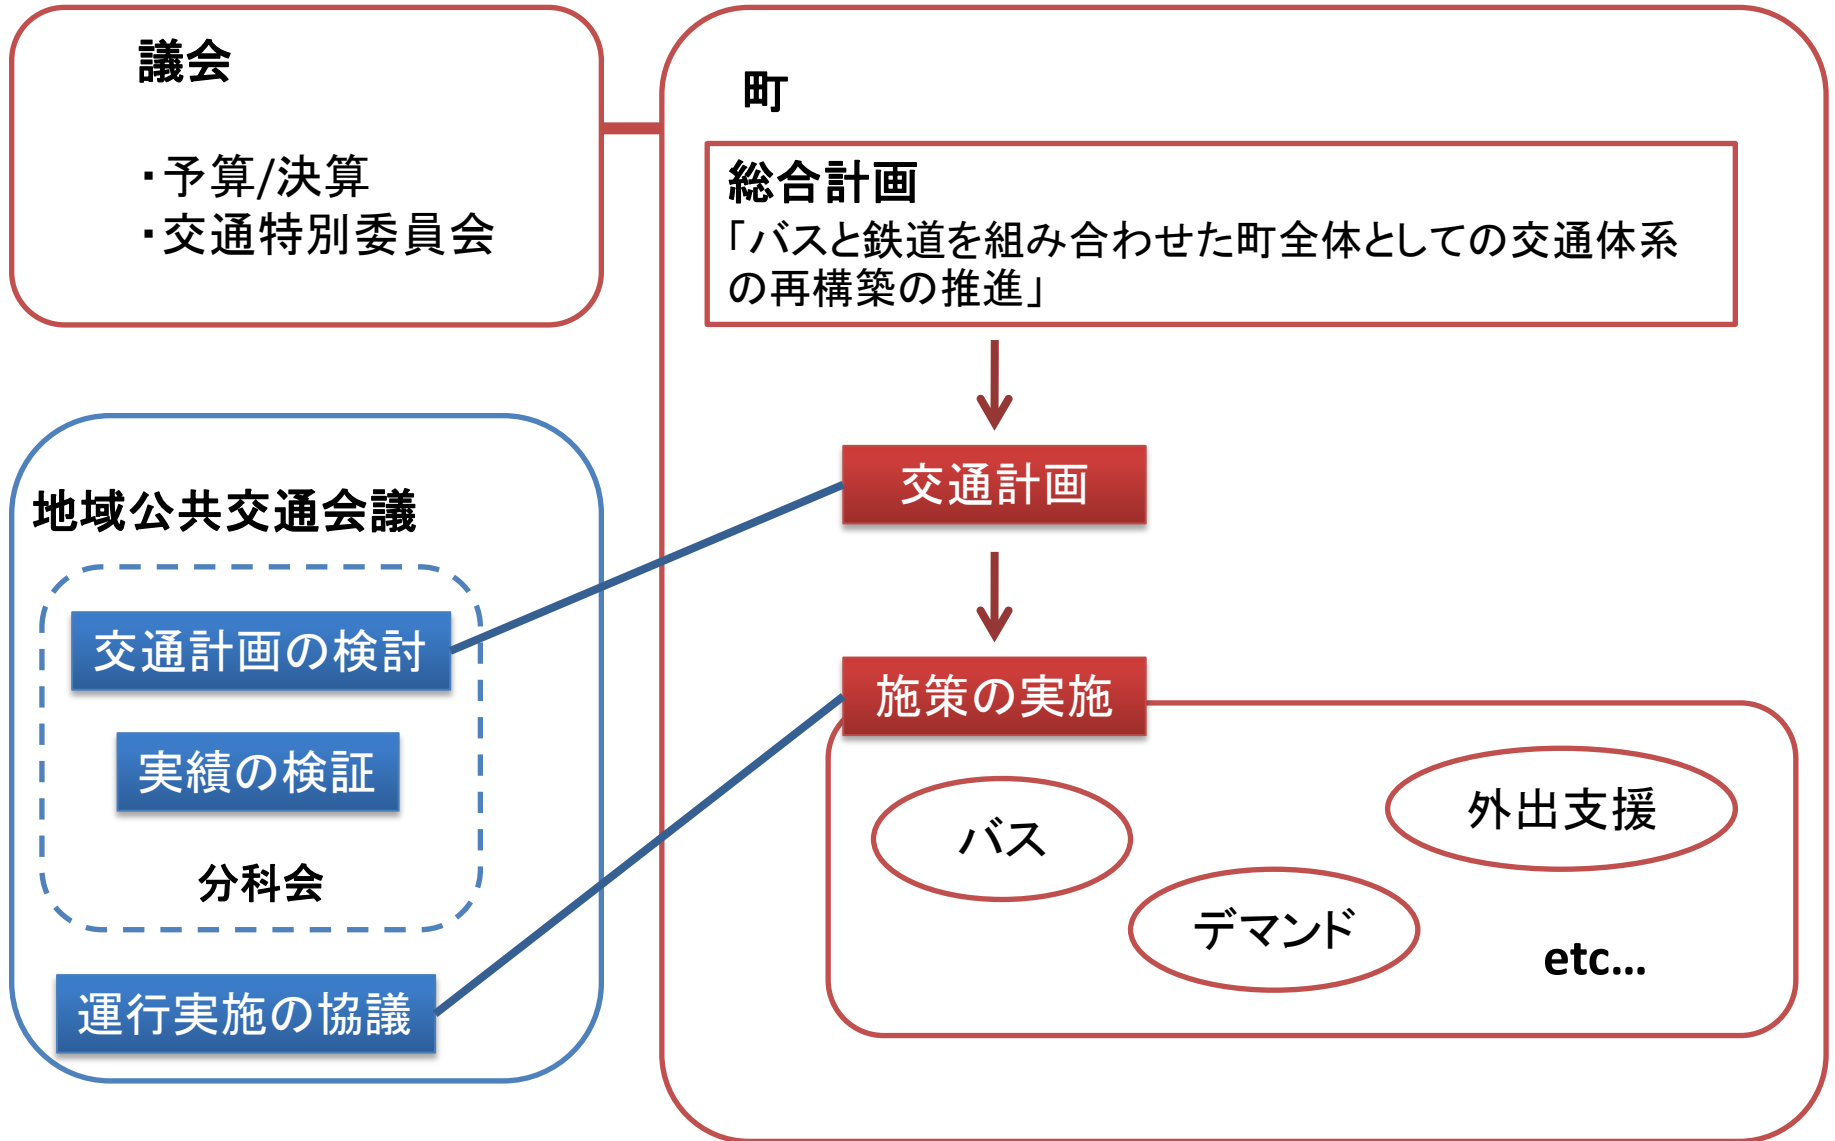 議会
・予算/決算
・交通特別委員会
町
総合計画
「バスと鉄道を組み合わせた町全体としての交通体系
の再構築の推進」
交通計画
施策の実施
バス
デマンド
外出支援
etc...
地域公共交通会議
交通計画の検討
実績の検証
分科会
運行実施の協議